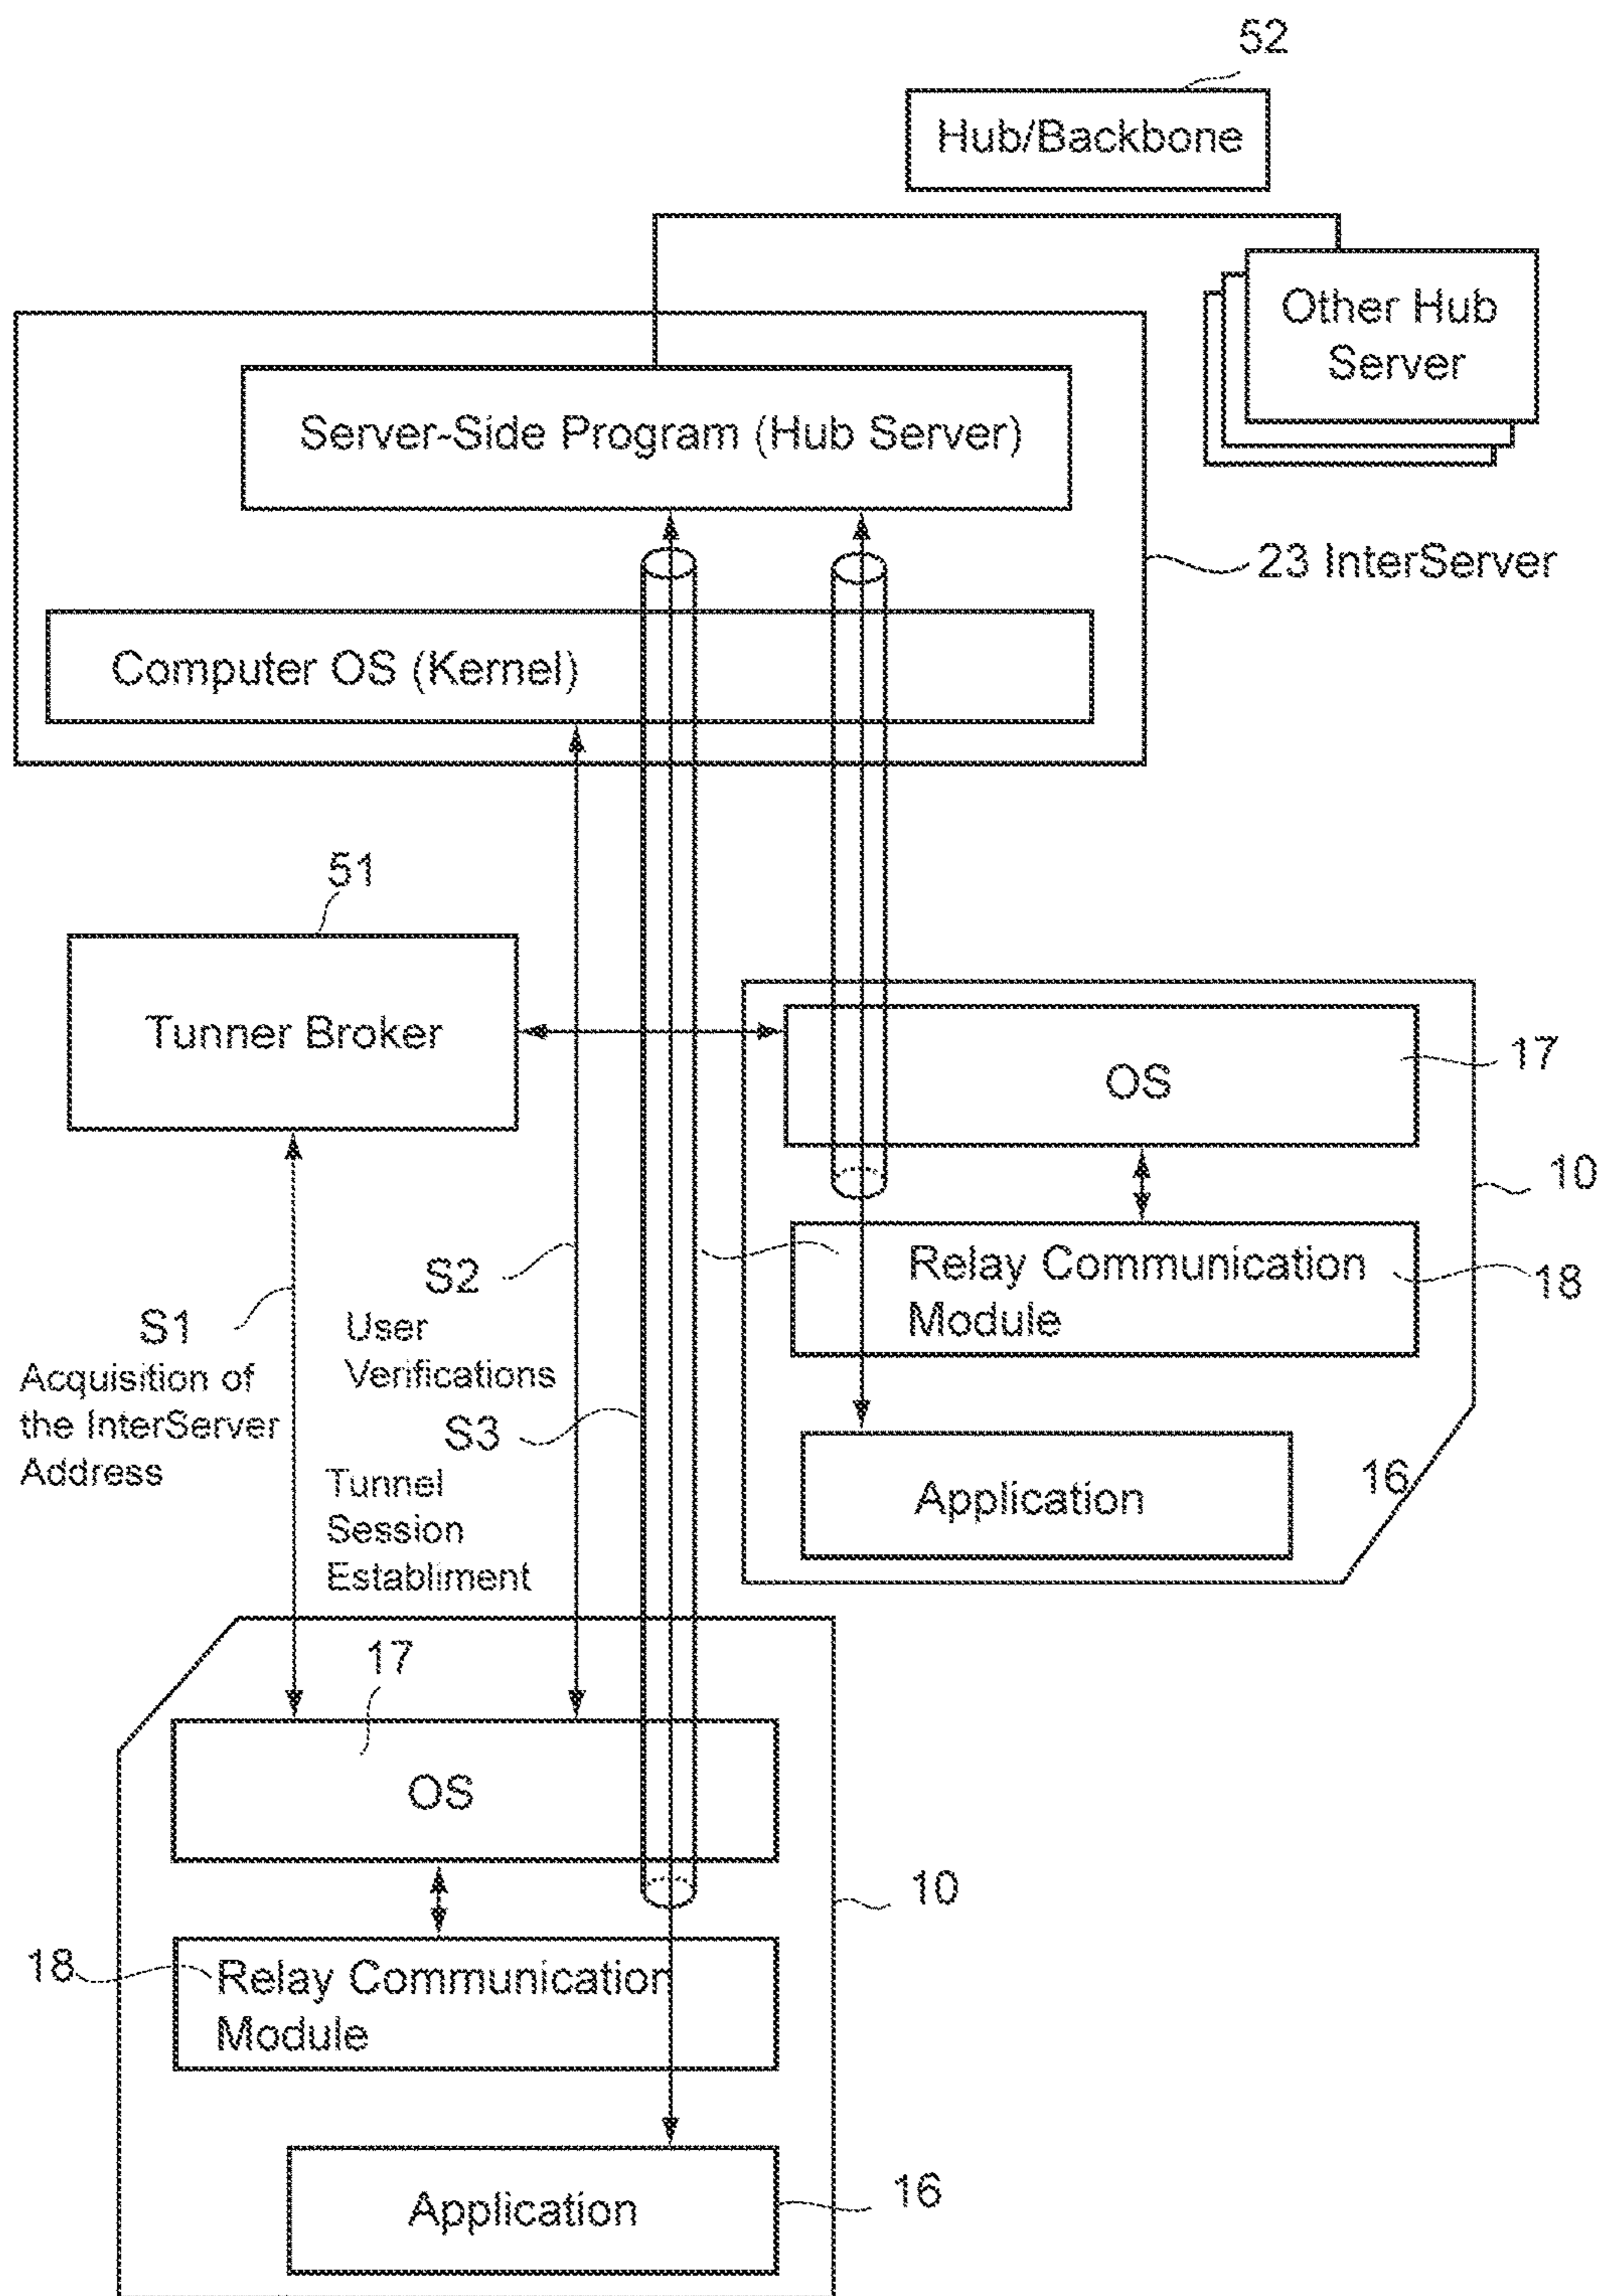 52
Hub/Backbone
Other Hub
Server
Server-Side Program (Hub Server)
23 InterServer
Computer OS (Kernel)
51
Tunner Broker
OS
17
10
S2
User
Verifications
Relay Communication
Module
18
S1
Acquisition of
the InterServer
Address
S3
Tunnel
Session
Establiment
Application
16
17
OS
10
18
Relay Communication
Module
Application
16